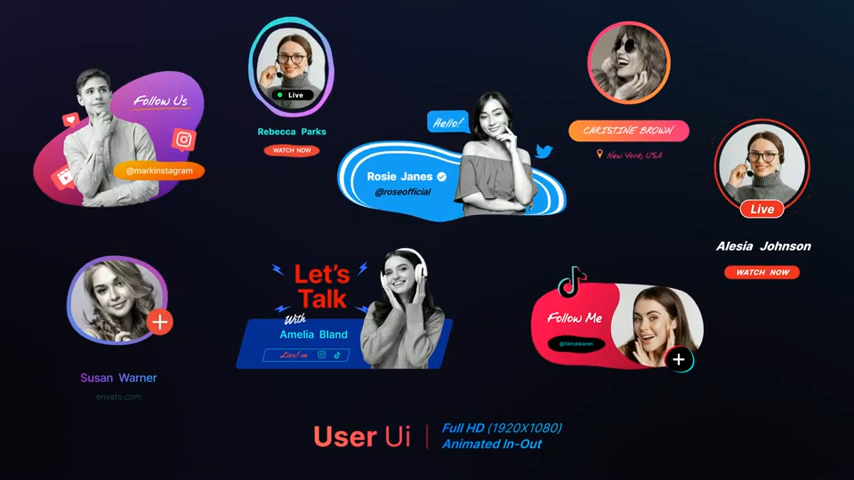 Follow Us
@markinstagram
Live
Rebecca Parks
WATCH NOW
Hello!
Rosie Janes
@roseofficial
CHRISTINE BROWN
New York, USA
Live
Alesia Johnson
WATCH NOW
Susan Warner
envato.com
Let's
Talk
With
Amelia Bland
Live! on
Follow Me
@tiktokkaren
User Ui
Full HD (1920X1080)
Animated In-Out